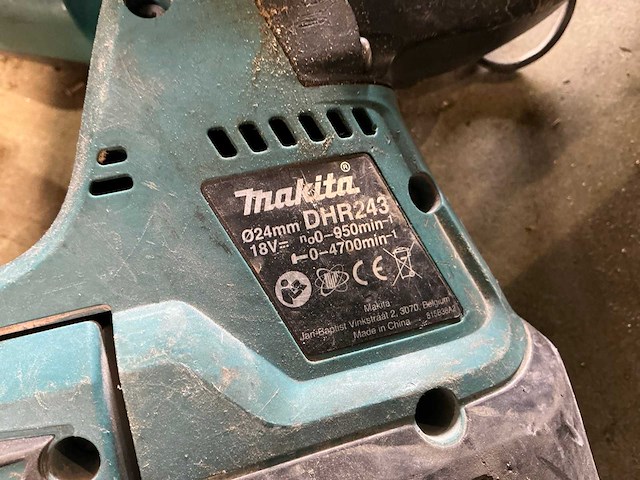 makita®
Ø24mm DHR243
18V⎓ n₀0-950min⁻¹
0-4700min⁻¹
CE
Makita
Jan-Baptist Vinkstraat 2, 3070, Belgium
Made in China